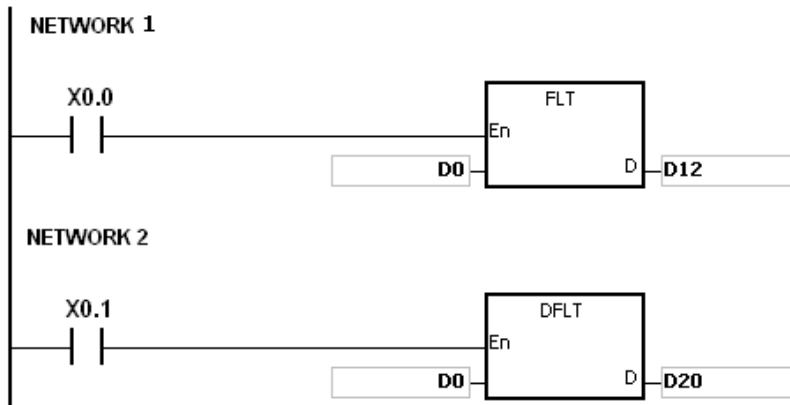 NETWORK 1
X0.0
FLT
En
D0 D D12
NETWORK 2
X0.1
DFLT
En
D0 D D20